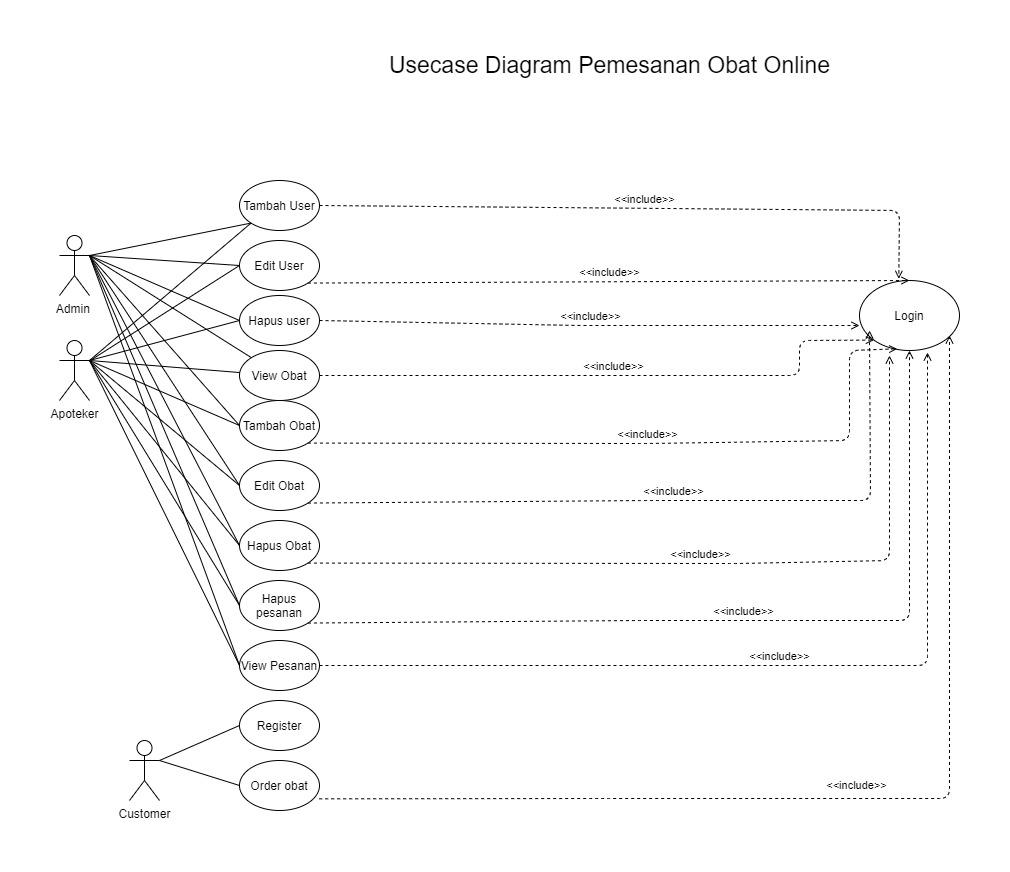 Usecase Diagram Pemesanan Obat Online
Tambah User
<<include>>
Admin
Edit User
<<include>>
Hapus user
<<include>>
Login
Apoteker
View Obat
<<include>>
Tambah Obat
<<include>>
Edit Obat
<<include>>
Hapus Obat
<<include>>
Hapus
pesanan
<<include>>
View Pesanan
<<include>>
Register
Customer
Order obat
<<include>>